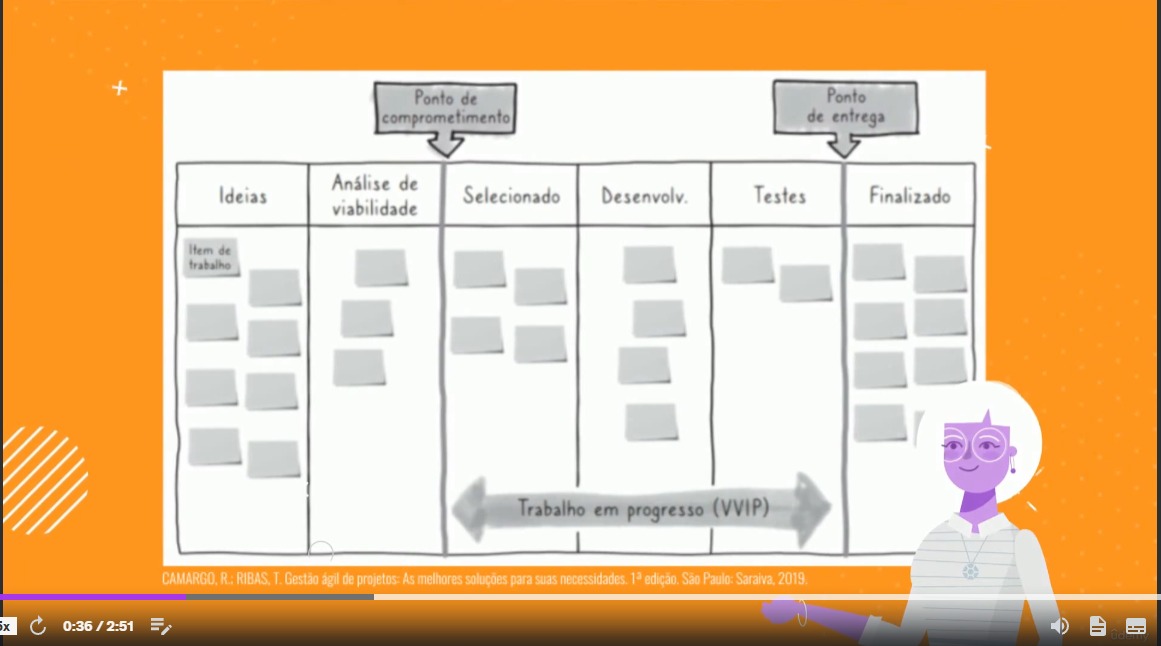 Ponto de
comprometimento
Ponto
de entrega
Ideias
Análise de
viabilidade
Selecionado
Desenvolv.
Testes
Finalizado
Item de
trabalho
Trabalho em progresso (VVIP)
CAMARGO, R.; RIBAS, T. Gestão ágil de projetos: As melhores soluções para suas necessidades. 1ª edição. São Paulo: Saraiva, 2019.
0:36 / 2:51